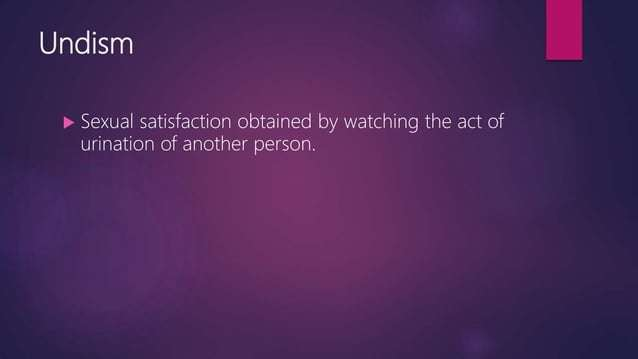 Undism
Sexual satisfaction obtained by watching the act of
urination of another person.